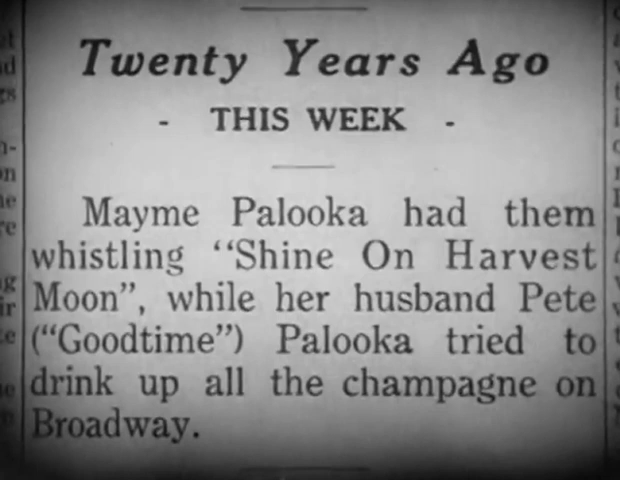 Twenty Years Ago
- THIS WEEK -
Mayme Palooka had them
whistling “Shine On Harvest
Moon”, while her husband Pete
(“Goodtime”) Palooka tried to
drink up all the champagne on
Broadway.